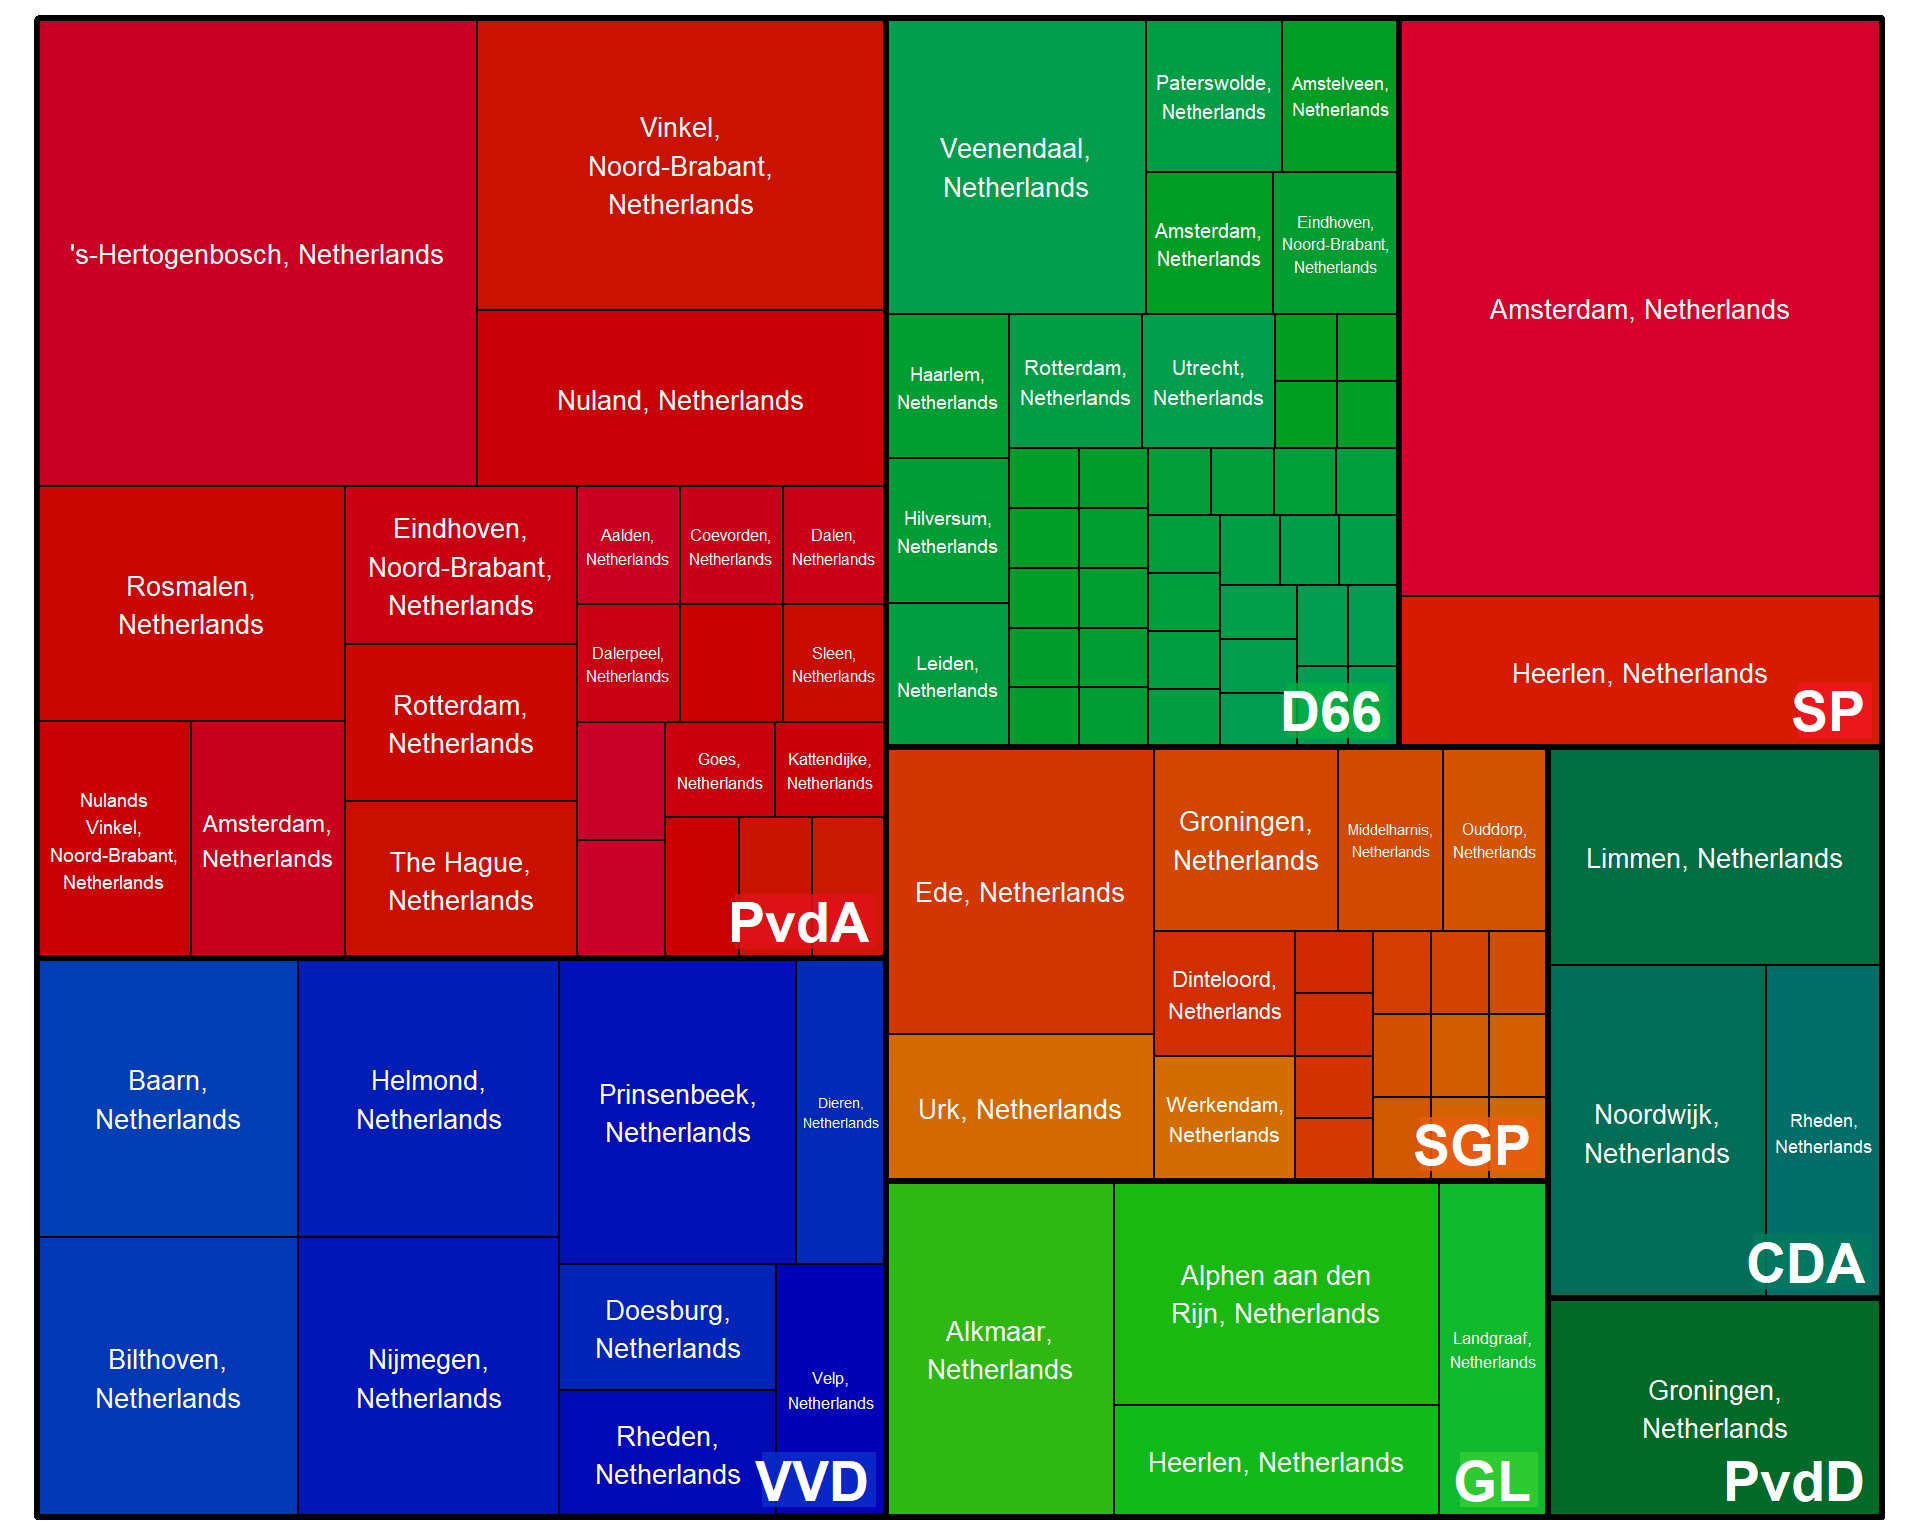 's-Hertogenbosch, Netherlands
Vinkel,
Noord-Brabant,
Netherlands
Nuland, Netherlands
Rosmalen,
Netherlands
Eindhoven,
Noord-Brabant,
Netherlands
Aalden,
Netherlands
Coevorden,
Netherlands
Dalen,
Netherlands
Dalerpeel,
Netherlands
Sleen,
Netherlands
Rotterdam,
Netherlands
Nulands
Vinkel,
Noord-Brabant,
Netherlands
Amsterdam,
Netherlands
The Hague,
Netherlands
Goes,
Netherlands
Kattendijke,
Netherlands
PvdA
Veenendaal,
Netherlands
Paterswolde,
Netherlands
Amstelveen,
Netherlands
Amsterdam,
Netherlands
Eindhoven,
Noord-Brabant,
Netherlands
Haarlem,
Netherlands
Rotterdam,
Netherlands
Utrecht,
Netherlands
Hilversum,
Netherlands
Leiden,
Netherlands
D66
Amsterdam, Netherlands
Heerlen, Netherlands
SP
Baarn,
Netherlands
Helmond,
Netherlands
Prinsenbeek,
Netherlands
Dieren,
Netherlands
Bilthoven,
Netherlands
Nijmegen,
Netherlands
Doesburg,
Netherlands
Rheden,
Netherlands
Velp,
Netherlands
VVD
Ede, Netherlands
Groningen,
Netherlands
Middelharnis,
Netherlands
Ouddorp,
Netherlands
Dinteloord,
Netherlands
Urk, Netherlands
Werkendam,
Netherlands
SGP
Limmen, Netherlands
Noordwijk,
Netherlands
Rheden,
Netherlands
CDA
Alkmaar,
Netherlands
Alphen aan den
Rijn, Netherlands
Heerlen, Netherlands
Landgraaf,
Netherlands
GL
Groningen,
Netherlands
PvdD